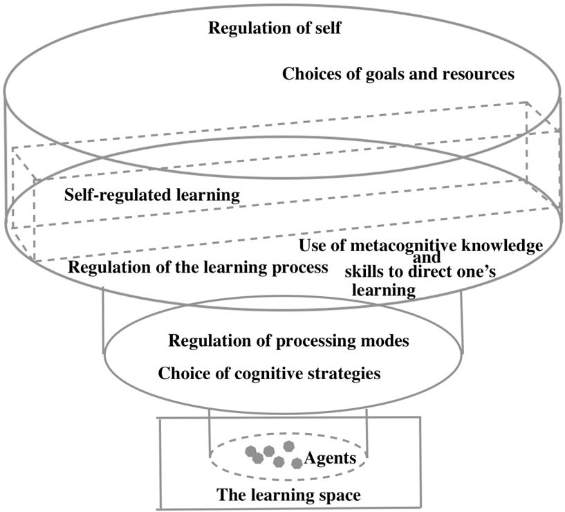 Regulation of self
Choices of goals and resources
Self-regulated learning
Use of metacognitive knowledge
and
Regulation of the learning process
skills to direct one's
learning
Regulation of processing modes
Choice of cognitive strategies
Agents
The learning space